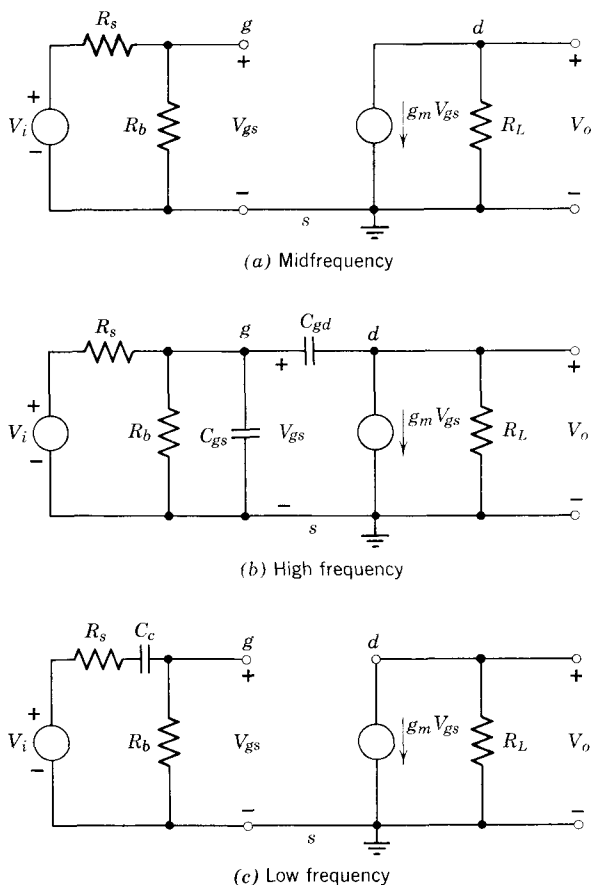 R_s g d
+ + +
V_i R_b V_gs g_m V_gs R_L V_o
− − −
s
(a) Midfrequency
C_gd
R_s g d
+ + +
V_i R_b C_gs V_gs g_m V_gs R_L V_o
− − −
s
(b) High frequency
R_s C_c g d
+ + +
V_i R_b V_gs g_m V_gs R_L V_o
− − −
s
(c) Low frequency